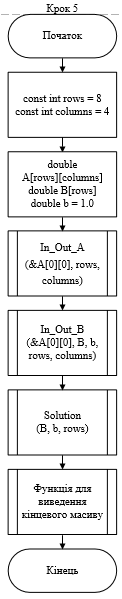 Крок 5
Початок
const int rows = 8
const int columns = 4
double
A[rows][columns]
double B[rows]
double b = 1.0
In_Out_A
(&A[0][0], rows,
columns)
In_Out_B
(&A[0][0], B, b,
rows, columns)
Solution
(B, b, rows)
Функція для
виведення
кінцевого масиву
Кінець